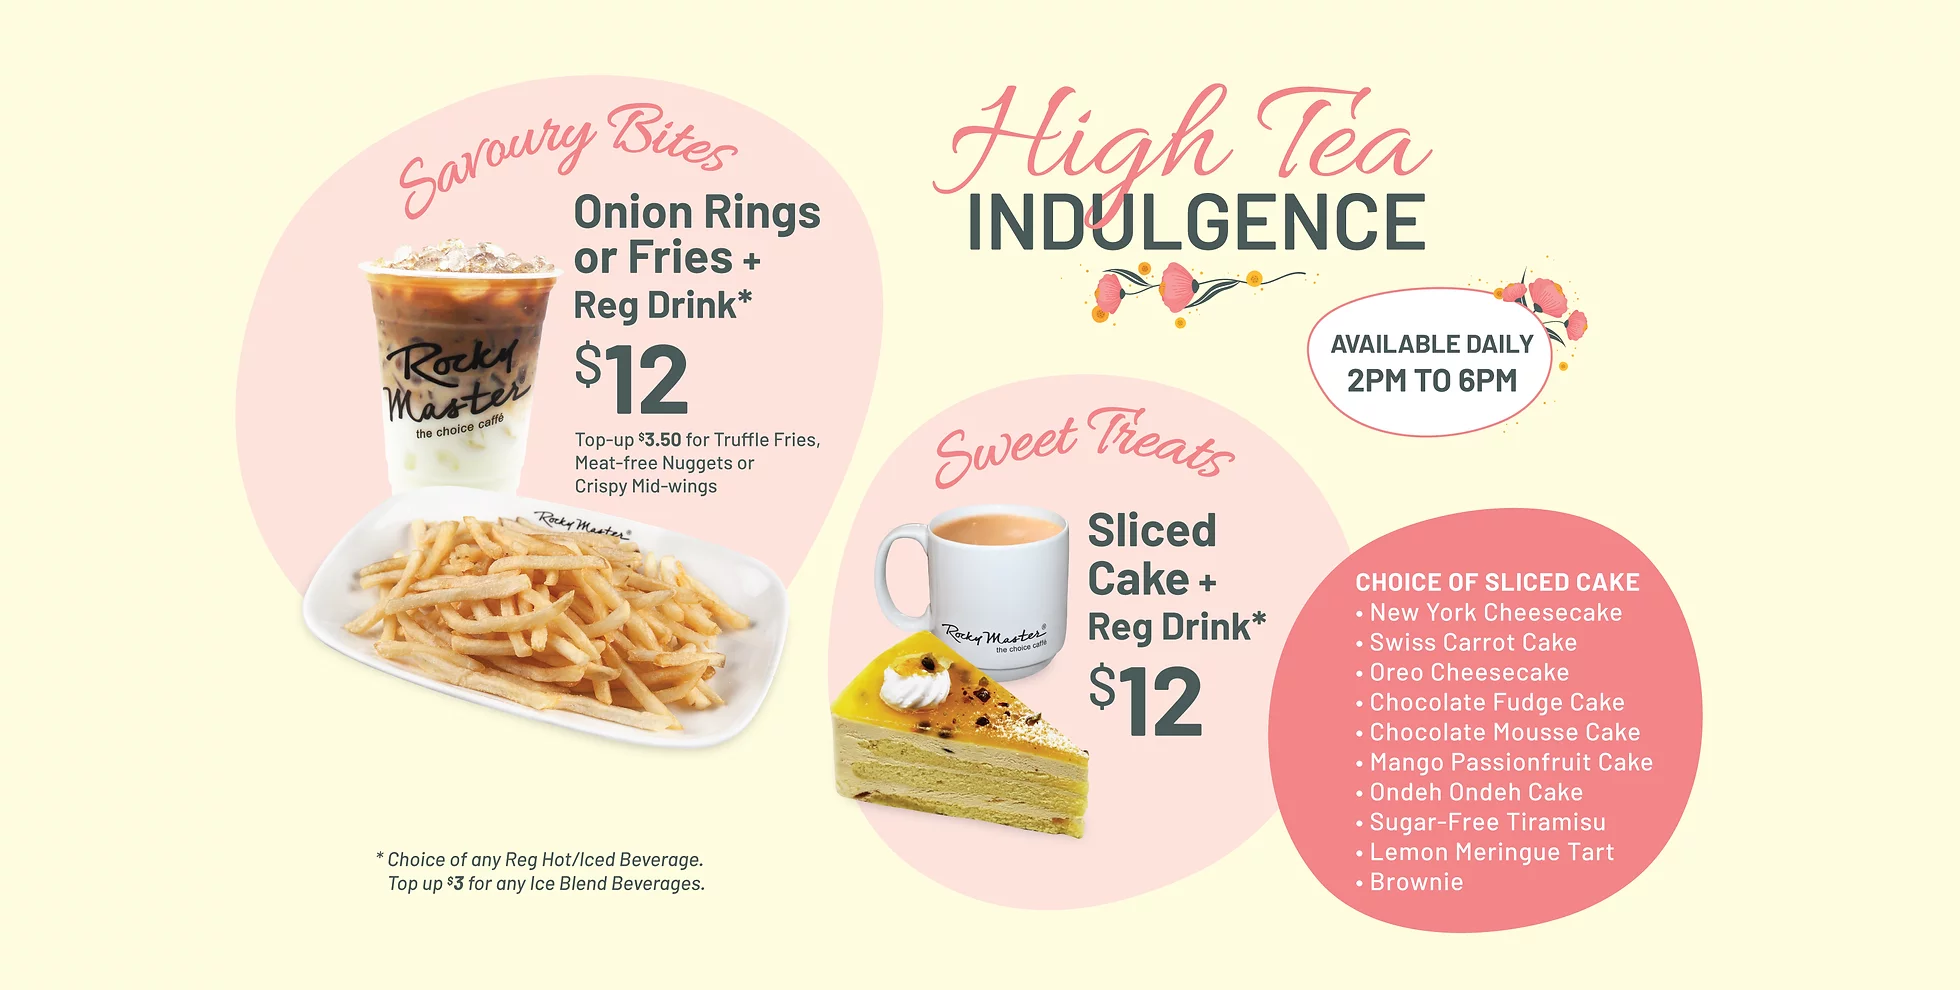 Savoury Bites
Onion Rings
or Fries +
Reg Drink*
$12
Top-up $3.50 for Truffle Fries,
Meat-free Nuggets or
Crispy Mid-wings
Rocky
Master
the choice caffé
Rocky Master®
* Choice of any Reg Hot/Iced Beverage.
Top up $3 for any Ice Blend Beverages.
High Tea
INDULGENCE
AVAILABLE DAILY
2PM TO 6PM
Sweet Treats
Sliced
Cake +
Reg Drink*
$12
Rocky Master®
the choice caffé
CHOICE OF SLICED CAKE
• New York Cheesecake
• Swiss Carrot Cake
• Oreo Cheesecake
• Chocolate Fudge Cake
• Chocolate Mousse Cake
• Mango Passionfruit Cake
• Ondeh Ondeh Cake
• Sugar-Free Tiramisu
• Lemon Meringue Tart
• Brownie